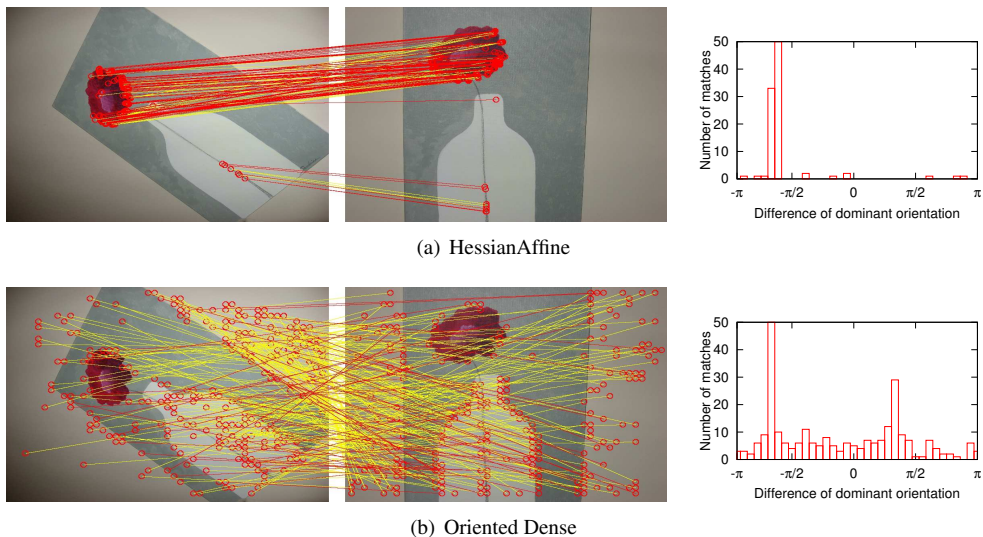 50
40
30
20
10
0
Number of matches
-π
-π/2
0
π/2
π
Difference of dominant orientation
(a) HessianAffine
50
40
30
20
10
0
Number of matches
-π
-π/2
0
π/2
π
Difference of dominant orientation
(b) Oriented Dense